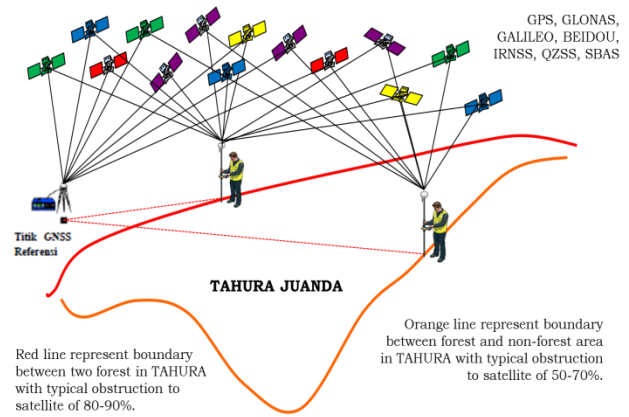 GPS, GLONAS,
GALILEO, BEIDOU,
IRNSS, QZSS, SBAS
Titik GNSS
Referensi
TAHURA JUANDA
Orange line represent boundary
between forest and non-forest area
in TAHURA with typical obstruction
to satellite of 50-70%.
Red line represent boundary
between two forest in TAHURA
with typical obstruction to
satellite of 80-90%.